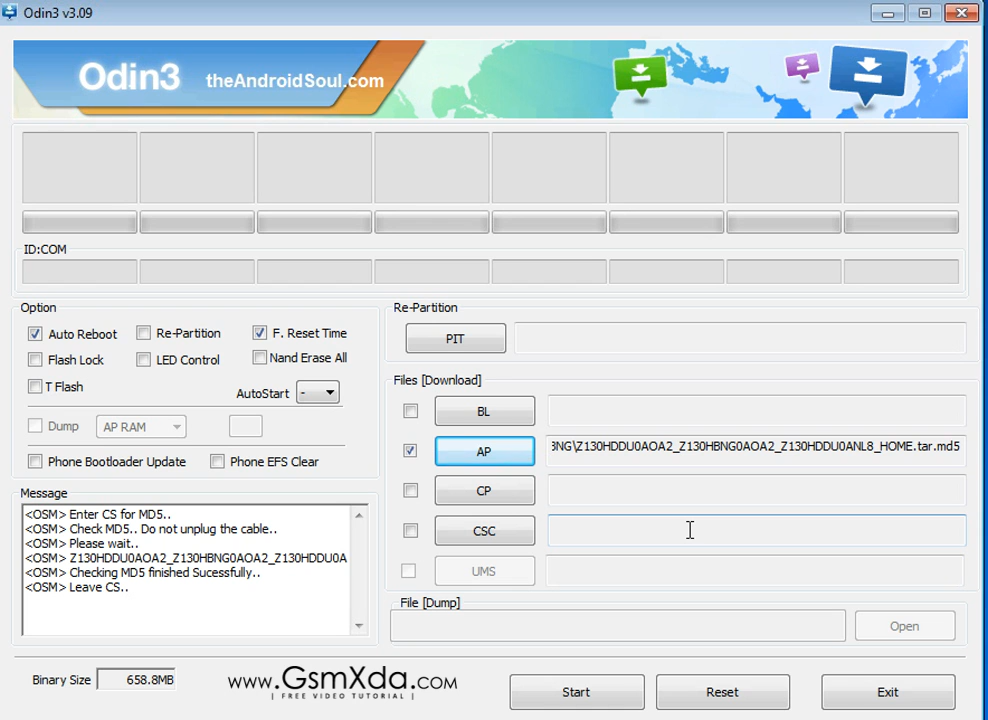 Odin3 v3.09
Odin3 theAndroidSoul.com
ID:COM
Option
Auto Reboot Re-Partition F. Reset Time
Flash Lock LED Control Nand Erase All
T Flash
AutoStart -
Dump AP RAM
Phone Bootloader Update Phone EFS Clear
Message
<OSM> Enter CS for MD5..
<OSM> Check MD5.. Do not unplug the cable..
<OSM> Please wait..
<OSM> Z130HDDU0AOA2_Z130HBNG0AOA2_Z130HDDU0A
<OSM> Checking MD5 finished Sucessfully..
<OSM> Leave CS..
Re-Partition
PIT
Files [Download]
BL
AP 3NG\Z130HDDU0AOA2_Z130HBNG0AOA2_Z130HDDU0ANL8_HOME.tar.md5
CP
CSC
UMS
File [Dump]
Open
Binary Size 658.8MB
www.GsmXda.com
| FREE VIDEO TUTORIAL |
Start Reset Exit